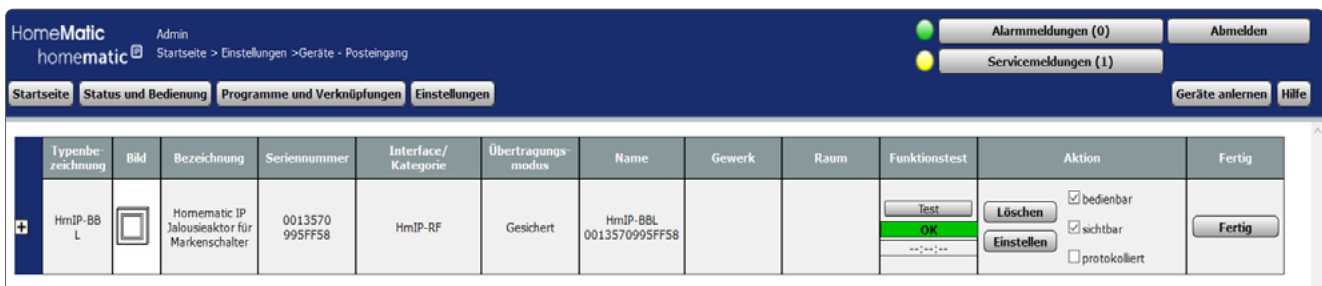 HomeMatic
homematic
Admin
Startseite > Einstellungen >Geräte - Posteingang
Alarmmeldungen (0)
Abmelden
Servicemeldungen (1)
Startseite
Status und Bedienung
Programme und Verknüpfungen
Einstellungen
Geräte anlernen
Hilfe
Typenbe-
zeichnung
Bild
Bezeichnung
Seriennummer
Interface/
Kategorie
Übertragungs-
modus
Name
Gewerk
Raum
Funktionstest
Aktion
Fertig
HmIP-BB
L
Homematic IP
Jalousieaktor für
Markenschalter
0013570
995FF58
HmIP-RF
Gesichert
HmIP-BBL
0013570995FF58
Test
OK
--:--:--
Löschen
Einstellen
bedienbar
sichtbar
protokolliert
Fertig